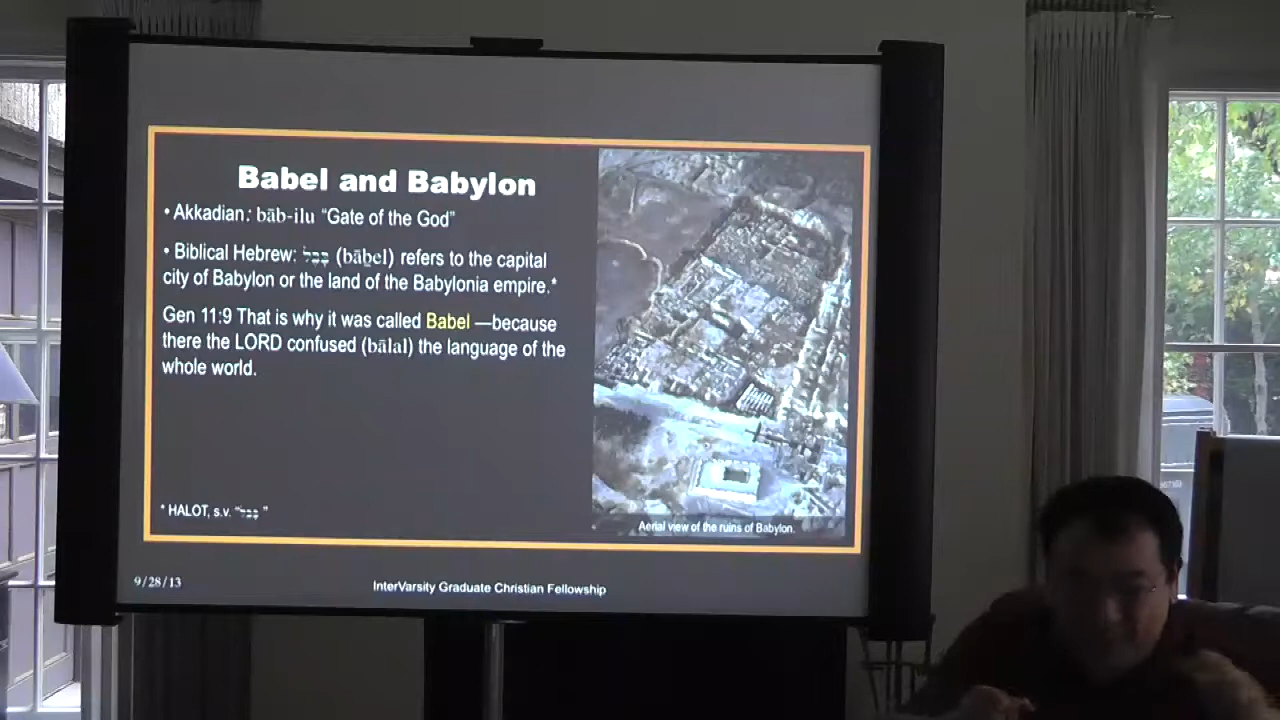 Babel and Babylon
• Akkadian: bāb-ilu “Gate of the God”
• Biblical Hebrew: בָּבֶל (bāḇel) refers to the capital
city of Babylon or the land of the Babylonia empire.*
Gen 11:9 That is why it was called Babel —because
there the LORD confused (bālal) the language of the
whole world.
* HALOT, s.v. “בָּבֶל ”
Aerial view of the ruins of Babylon.
9/28/13
InterVarsity Graduate Christian Fellowship